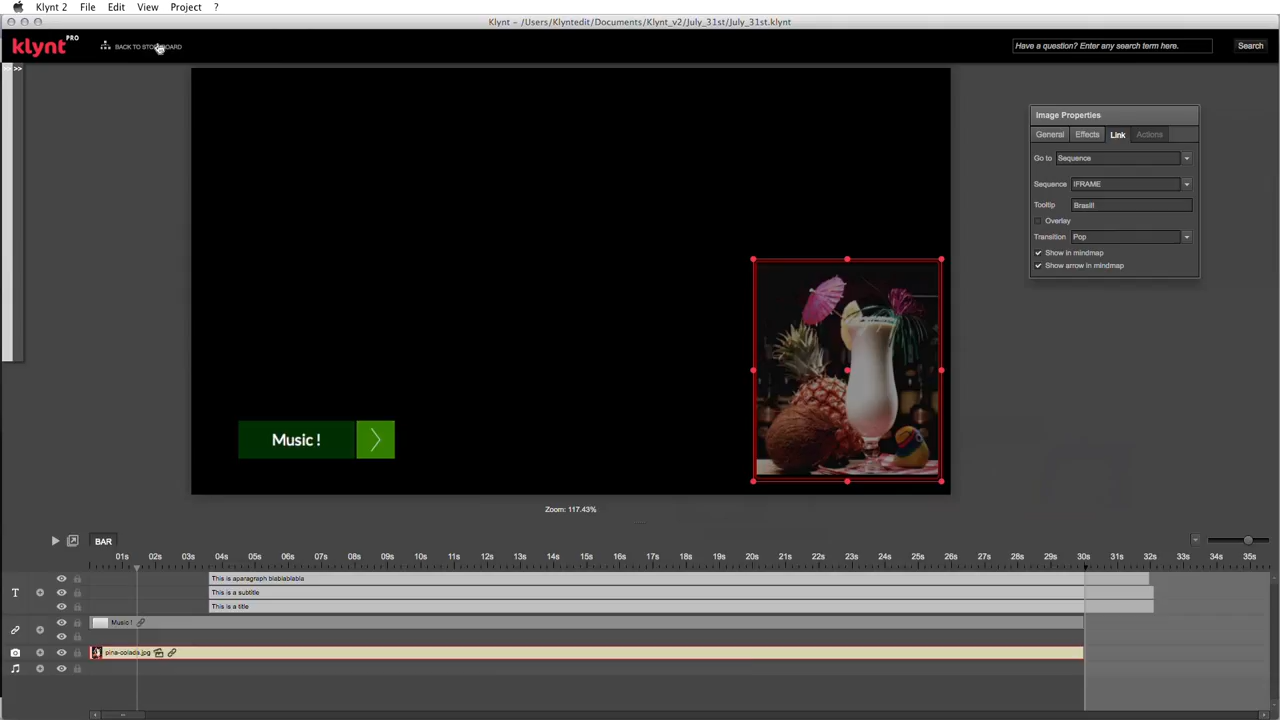 Klynt 2 File Edit View Project ?
Klynt - /Users/Klyntedit/Documents/Klynt_v2/July_31st/July_31st.klynt
klynt PRO
BACK TO STORYBOARD
Have a question? Enter any search term here.
Search
>> >>
Image Properties
General Effects Link Actions
Go to Sequence
Sequence IFRAME
Tooltip Brasil!
Overlay
Transition Pop
Show in mindmap
Show arrow in mindmap
Music !
Zoom: 117.43%
BAR
01s 02s 03s 04s 05s 06s 07s 08s 09s 10s 11s 12s 13s 14s 15s 16s 17s 18s 19s 20s 21s 22s 23s 24s 25s 26s 27s 28s 29s 30s 31s 32s 33s 34s 35s
This is aparagraph blablablabla
T
This is a subtitle
This is a title
Music !
pina-colada.jpg